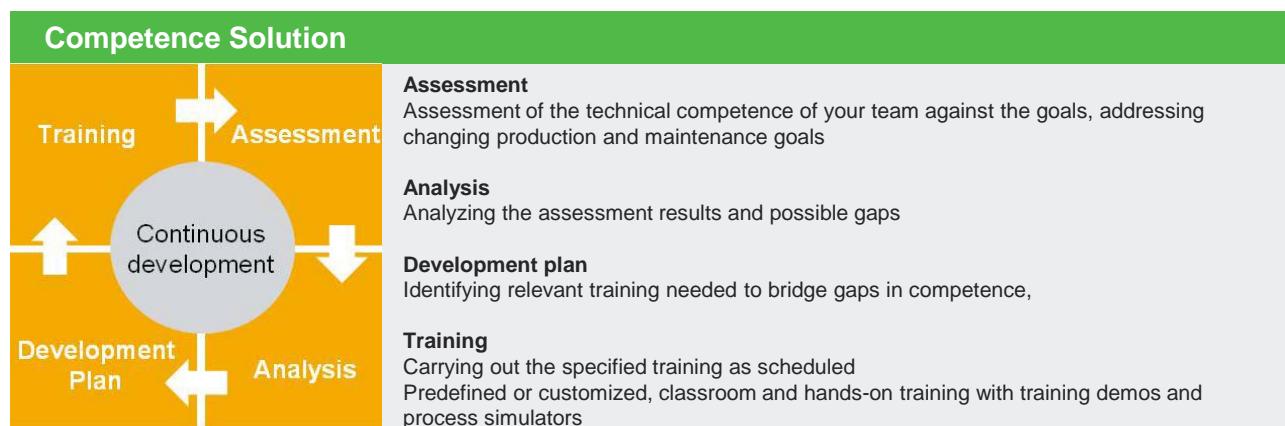 Competence Solution
Training
Assessment
Continuous
development
Development
Plan
Analysis
Assessment
Assessment of the technical competence of your team against the goals, addressing
changing production and maintenance goals
Analysis
Analyzing the assessment results and possible gaps
Development plan
Identifying relevant training needed to bridge gaps in competence,
Training
Carrying out the specified training as scheduled
Predefined or customized, classroom and hands-on training with training demos and
process simulators